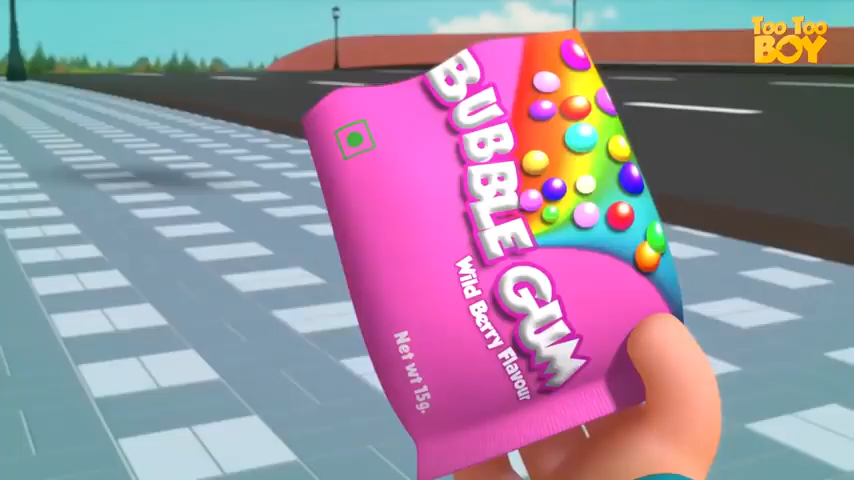 Too Too
BOY
BUBBLE GUM
Wild Berry Flavour
Net wt 15g.